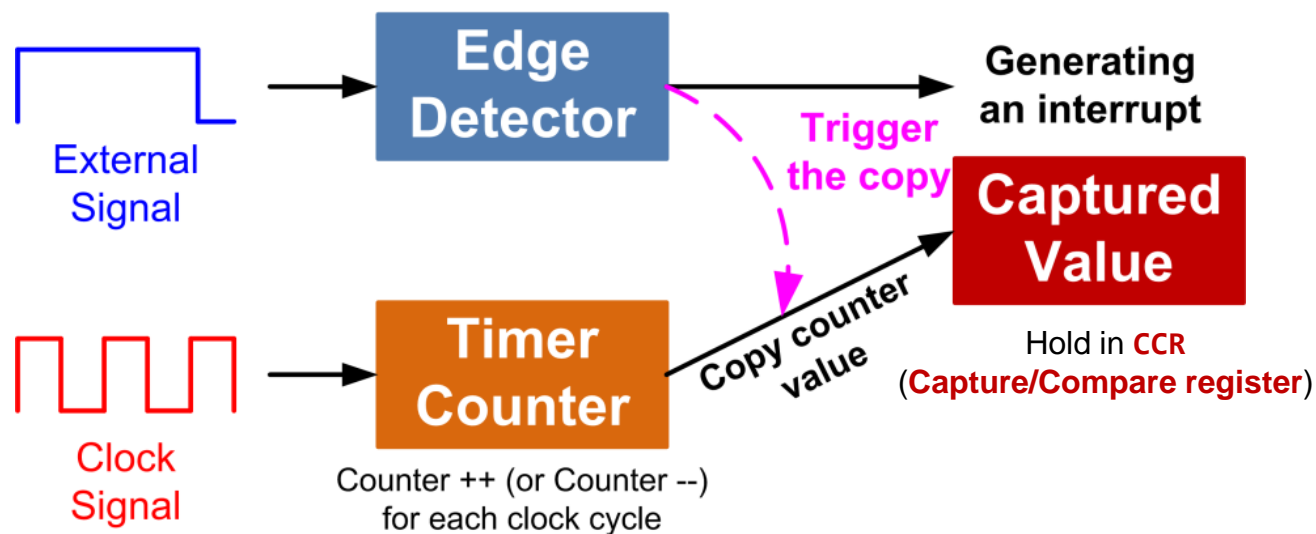 External
Signal
Edge
Detector
Generating
an interrupt
Trigger
the copy
Captured
Value
Hold in CCR
(Capture/Compare register)
Clock
Signal
Timer
Counter
Copy counter
value
Counter ++ (or Counter --)
for each clock cycle